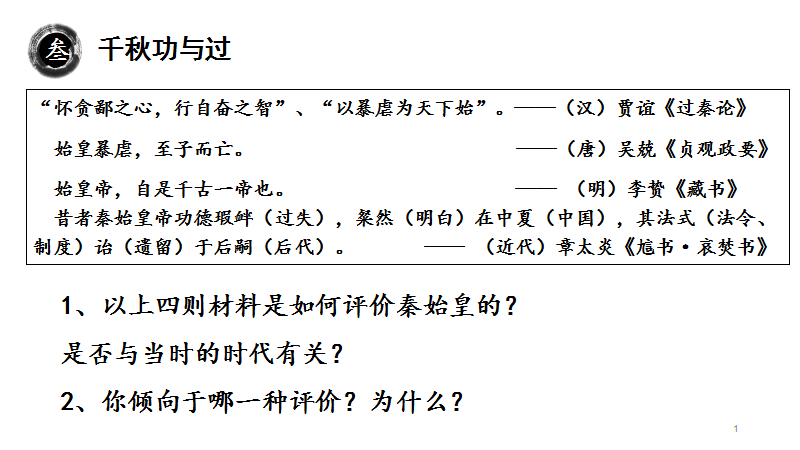 叁 千秋功与过
“怀贪鄙之心，行自奋之智”、“以暴虐为天下始”。——（汉）贾谊《过秦论》
始皇暴虐，至子而亡。 ——（唐）吴兢《贞观政要》
始皇帝，自是千古一帝也。 ——（明）李贽《藏书》
昔者秦始皇帝功德瑕衅（过失），粲然（明白）在中夏（中国），其法式（法令、
制度）诒（遗留）于后嗣（后代）。 ——（近代）章太炎《訄书·哀焚书》
1、以上四则材料是如何评价秦始皇的？
是否与当时的时代有关？
2、你倾向于哪一种评价？为什么？
1